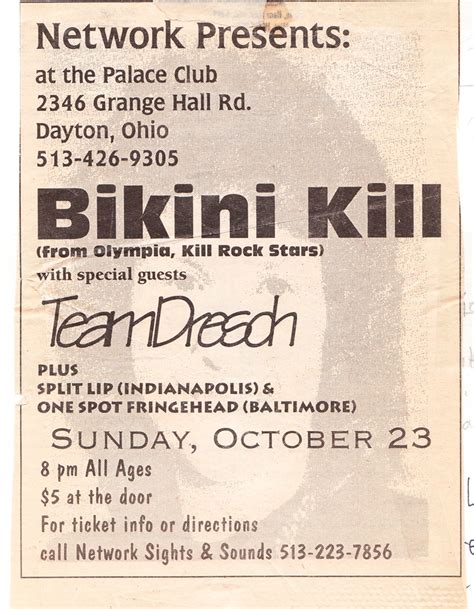 Network Presents:
at the Palace Club
2346 Grange Hall Rd.
Dayton, Ohio
513-426-9305
Bikini Kill
(from Olympia, Kill Rock Stars)
with special guests
TeamDresch
PLUS
SPLIT LIP (INDIANAPOLIS) &
ONE SPOT FRINGEHEAD (BALTIMORE)
SUNDAY, OCTOBER 23
8 pm All Ages
$5 at the door
For ticket info or directions
call Network Sights & Sounds 513-223-7856